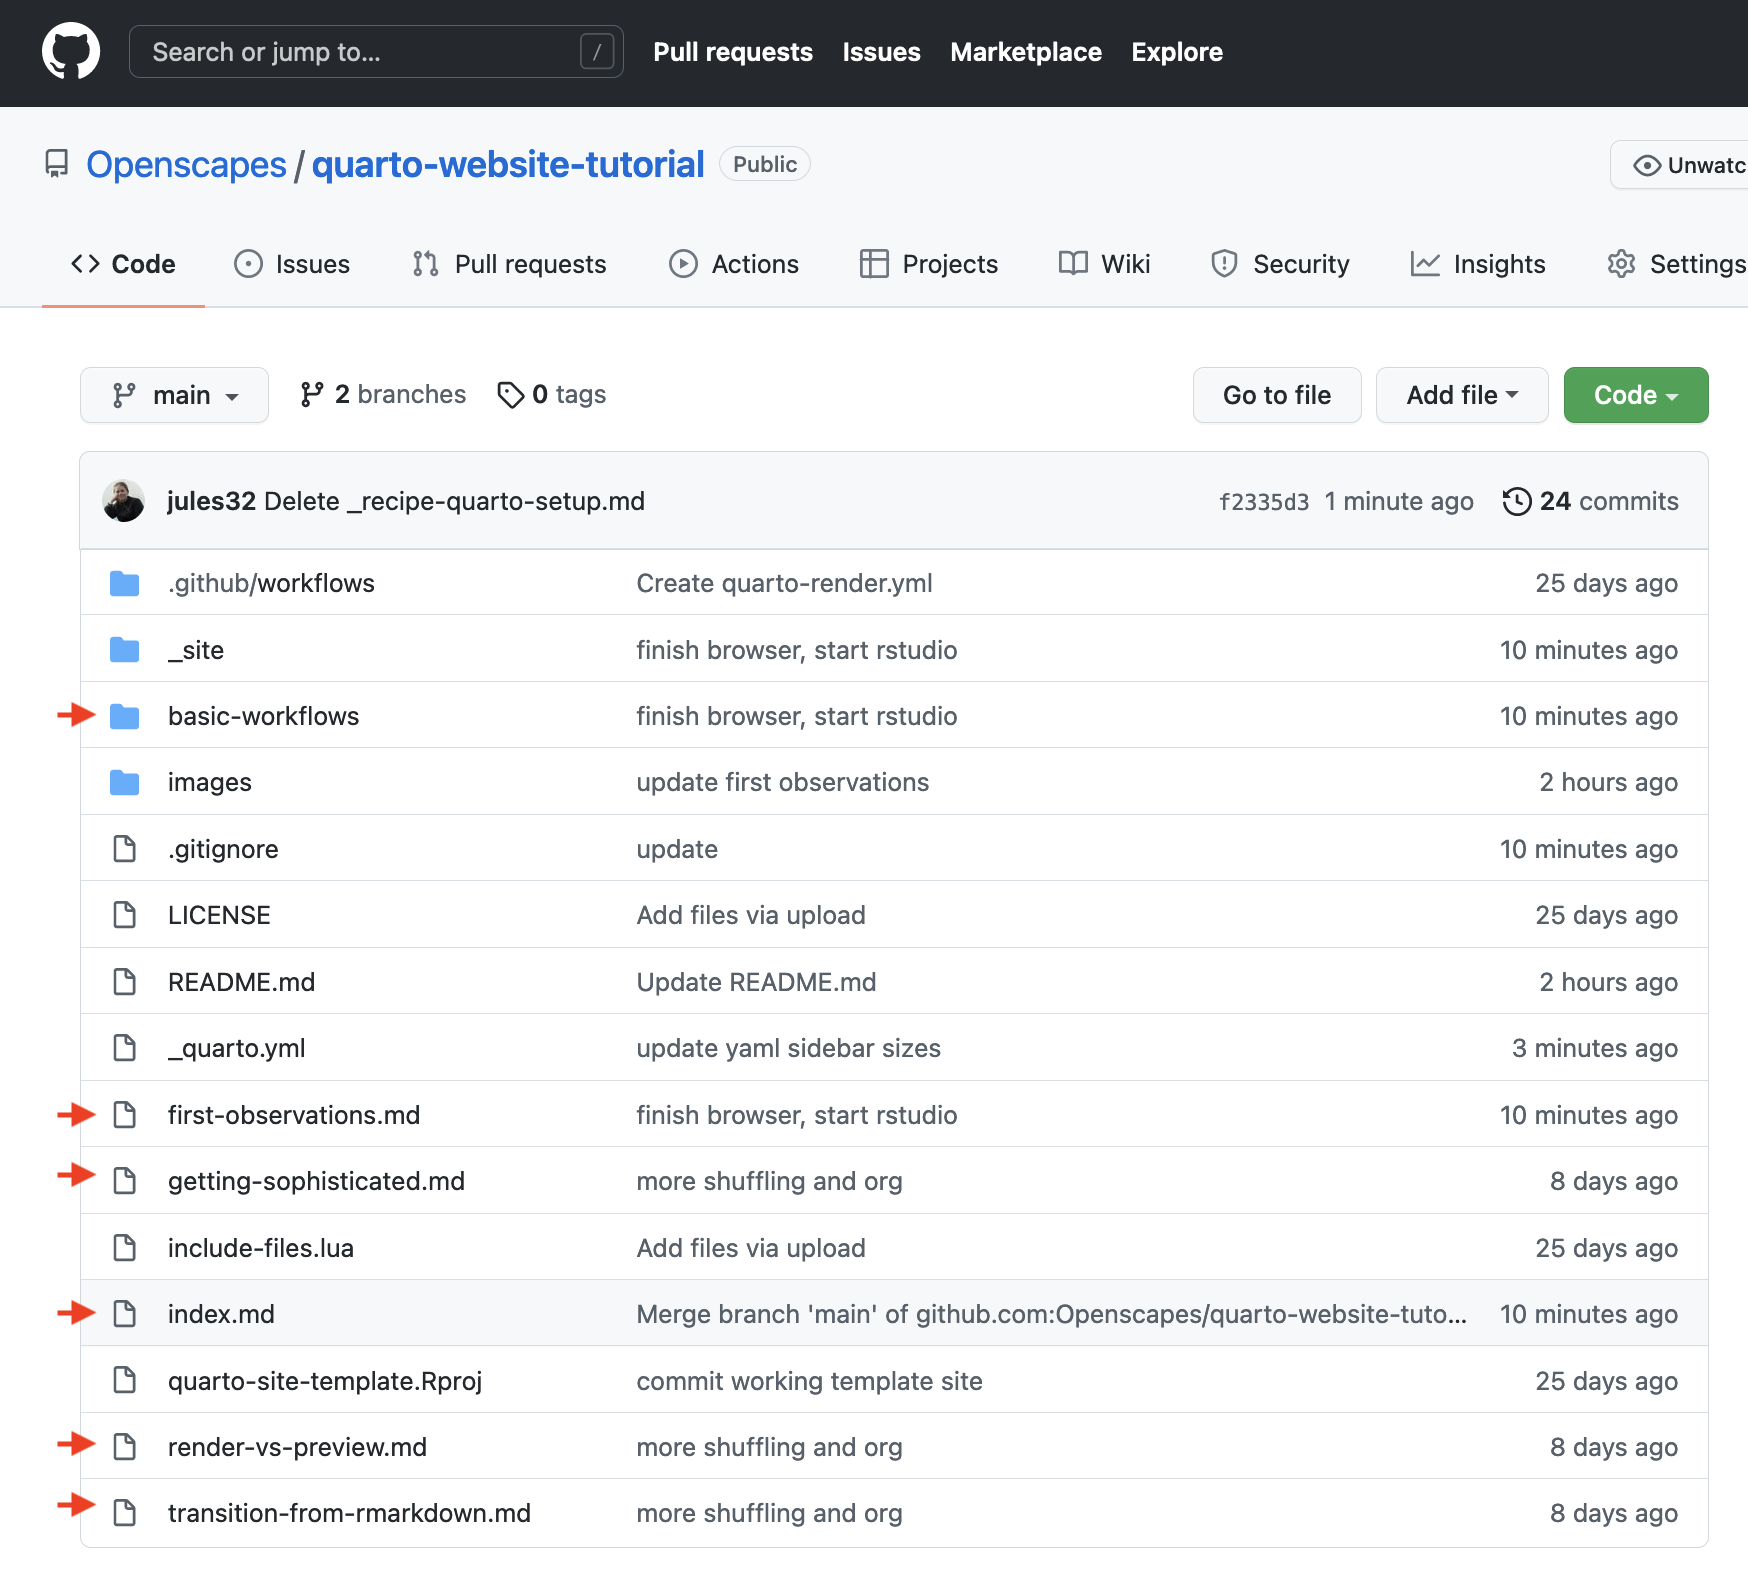 Search or jump to... / Pull requests Issues Marketplace Explore
Openscapes / quarto-website-tutorial Public Unwatc
Code Issues Pull requests Actions Projects Wiki Security Insights Settings
main 2 branches 0 tags Go to file Add file Code
jules32 Delete _recipe-quarto-setup.md f2335d3 1 minute ago 24 commits
.github/workflows Create quarto-render.yml 25 days ago
_site finish browser, start rstudio 10 minutes ago
basic-workflows finish browser, start rstudio 10 minutes ago
images update first observations 2 hours ago
.gitignore update 10 minutes ago
LICENSE Add files via upload 25 days ago
README.md Update README.md 2 hours ago
_quarto.yml update yaml sidebar sizes 3 minutes ago
first-observations.md finish browser, start rstudio 10 minutes ago
getting-sophisticated.md more shuffling and org 8 days ago
include-files.lua Add files via upload 25 days ago
index.md Merge branch 'main' of github.com:Openscapes/quarto-website-tuto... 10 minutes ago
quarto-site-template.Rproj commit working template site 25 days ago
render-vs-preview.md more shuffling and org 8 days ago
transition-from-rmarkdown.md more shuffling and org 8 days ago